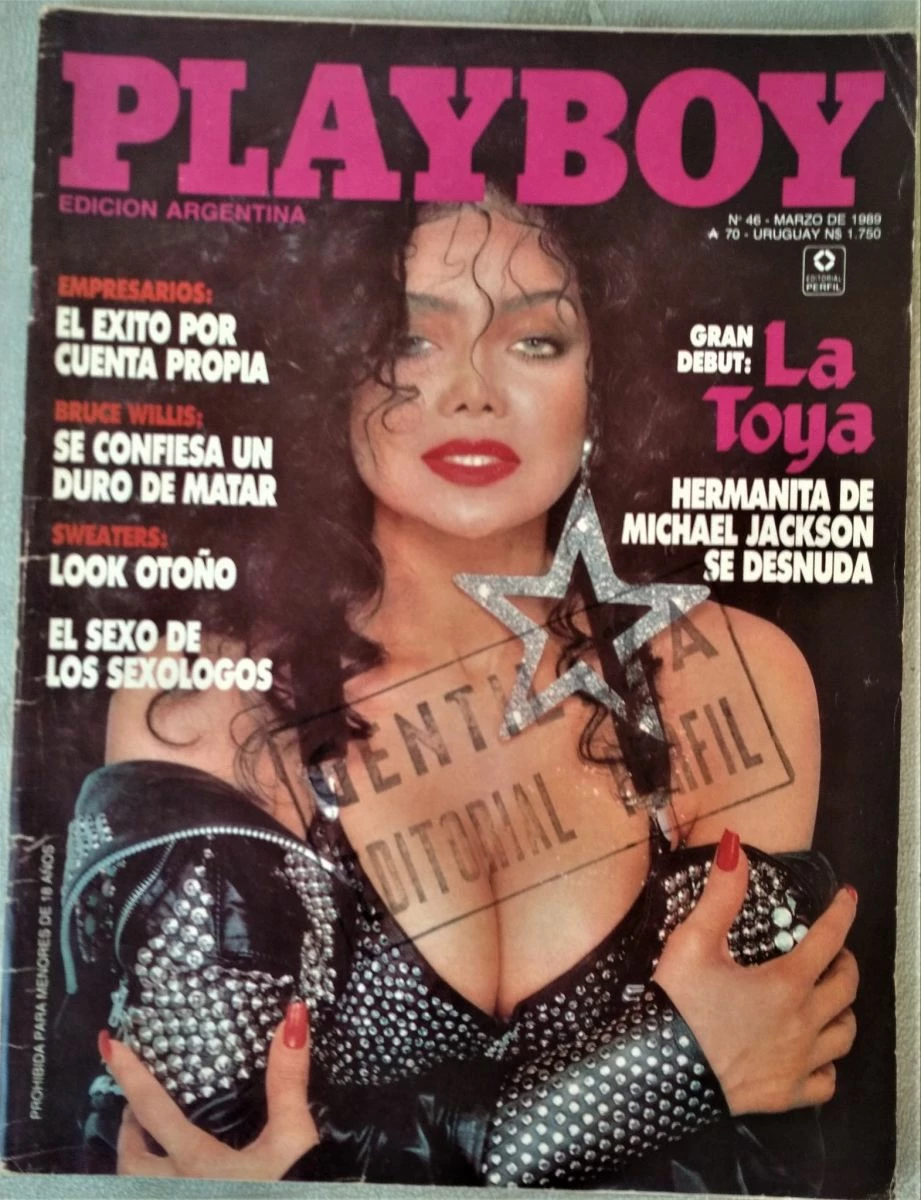 PLAYBOY
EDICION ARGENTINA
Nº 46 - MARZO DE 1989
₳ 70 - URUGUAY N$ 1.750
EDITORIAL
PERFIL
EMPRESARIOS:
EL EXITO POR
CUENTA PROPIA
BRUCE WILLIS:
SE CONFIESA UN
DURO DE MATAR
SWEATERS:
LOOK OTOÑO
EL SEXO DE
LOS SEXOLOGOS
GRAN
DEBUT:
La
Toya
HERMANITA DE
MICHAEL JACKSON
SE DESNUDA
EDITORIAL PERFIL
PROHIBIDA PARA MENORES DE 18 AÑOS